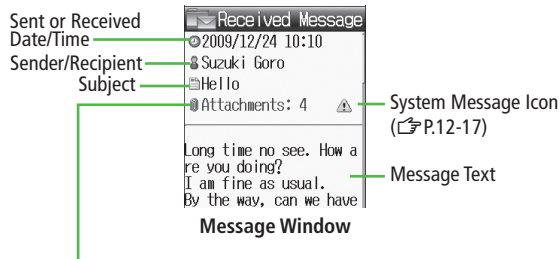 Sent or Received
Date/Time
Sender/Recipient
Subject
Received Message
2009/12/24 10:10
Suzuki Goro
Hello
Attachments: 4
Long time no see. How a
re you doing?
I am fine as usual.
By the way, can we have
System Message Icon
(☞P.12-17)
Message Text
Message Window